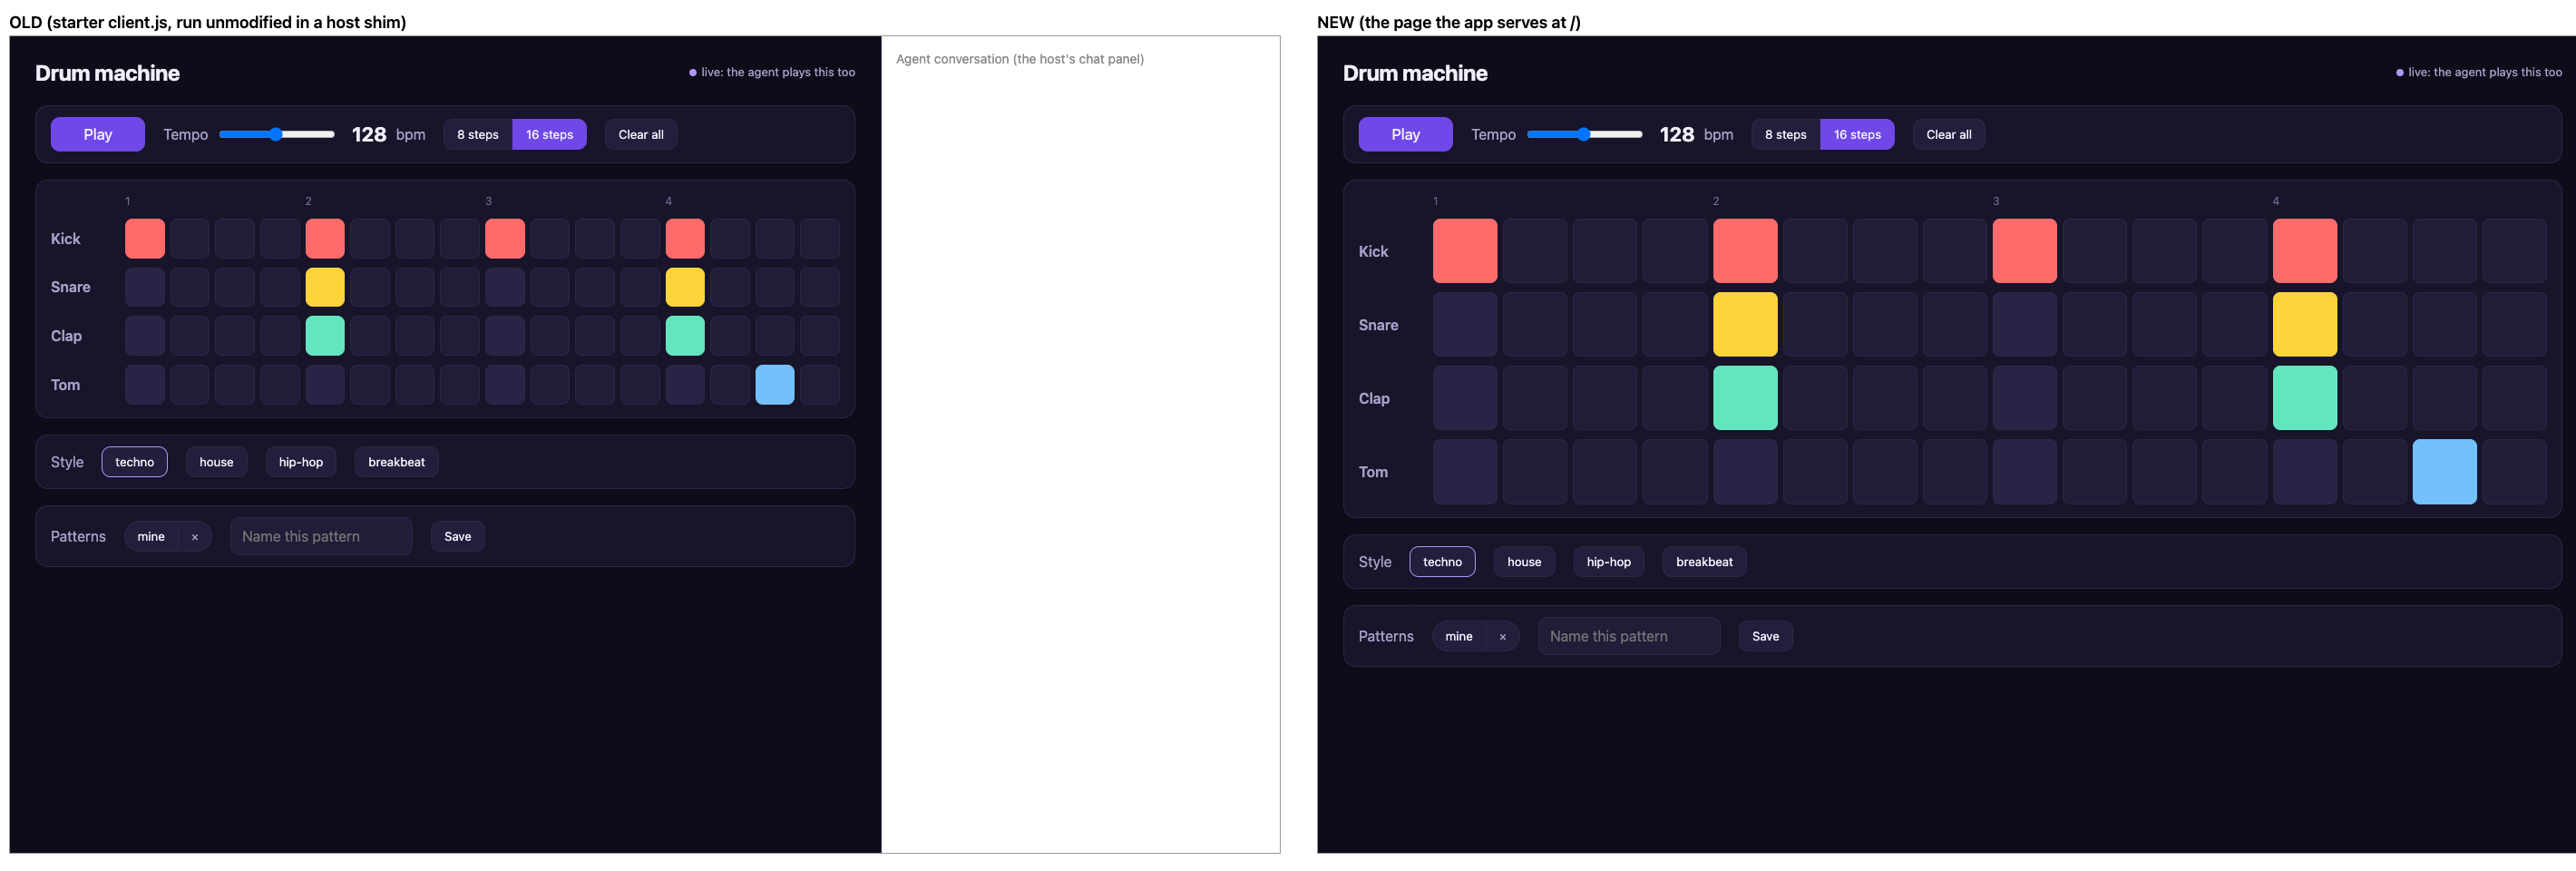 OLD (starter client.js, run unmodified in a host shim)
Drum machine
live: the agent plays this too
Play Tempo 128 bpm 8 steps 16 steps Clear all
1 2 3 4
Kick
Snare
Clap
Tom
Style techno house hip-hop breakbeat
Patterns mine × Name this pattern Save
Agent conversation (the host's chat panel)
NEW (the page the app serves at /)
Drum machine
live: the agent plays this too
Play Tempo 128 bpm 8 steps 16 steps Clear all
1 2 3 4
Kick
Snare
Clap
Tom
Style techno house hip-hop breakbeat
Patterns mine × Name this pattern Save